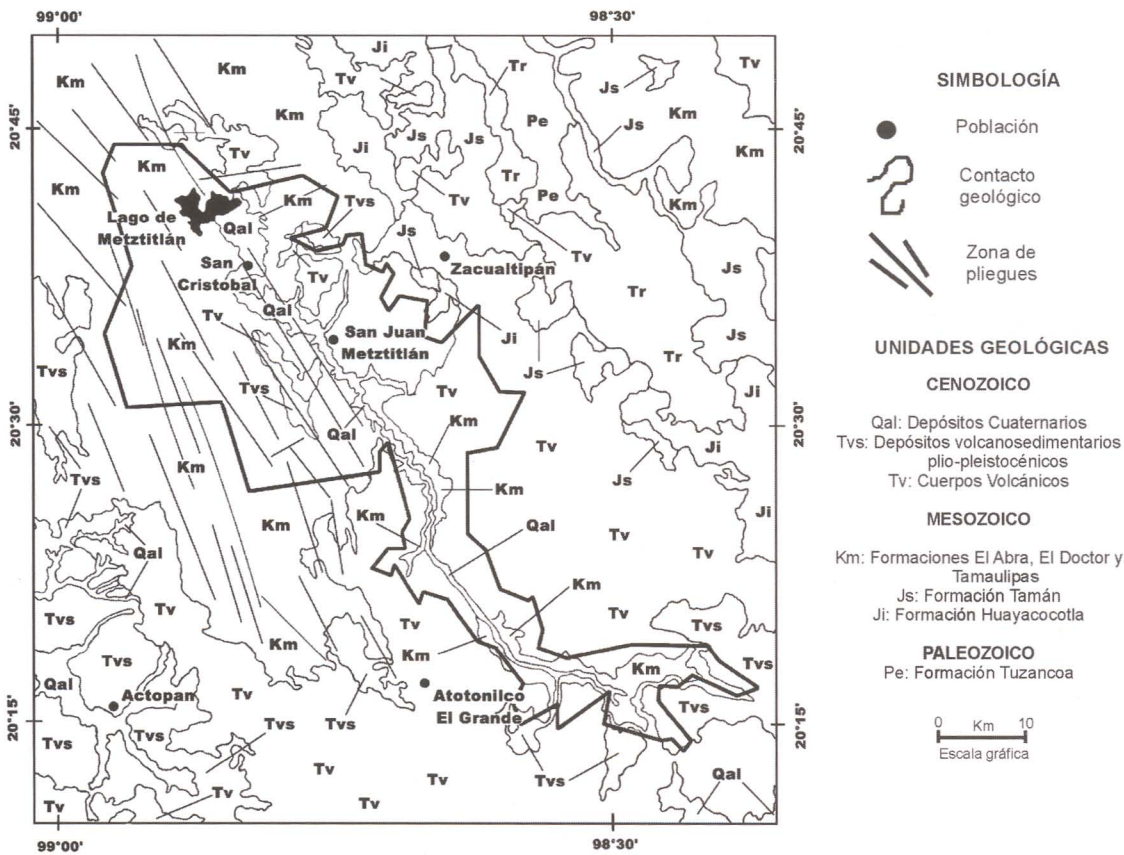 99°00'
98°30'
Ji
Km
Tv
Tr
Tv
Km
Js
Km
Pe
Km
20°45'
Js
Js
Js
20°45'
Tv
Ji
Km
Km
Tr
Km
Km
Tv
Pe
Km
Tvs
Lago de
Metztitlán
Qal
Js
San
Cristobal
Tv
Zacualtipán
Tv
Js
Qal
Tr
Tv
San Juan
Metztitlán
Ji
Js
Km
Tr
Tvs
Tvs
Tv
Js
Ji
20°30'
Qal
Km
Tv
20°30'
Km
Ji
Tvs
Km
Js
Km
Km
Qal
Ji
Qal
Tv
Tv
Km
Tvs
Tv
Tv
Tv
Tvs
Km
Km
Tvs
Km
Tvs
Qal
Actopan
Tv
Atotonilco
El Grande
Tvs
20°15'
Tvs
Tvs
Tvs
Tvs
20°15'
Tv
Tv
Tvs
Qal
Tv
Tv
Tv
99°00'
98°30'
SIMBOLOGÍA
Población
Contacto
geológico
Zona de
pliegues
UNIDADES GEOLÓGICAS
CENOZOICO
Qal: Depósitos Cuaternarios
Tvs: Depósitos volcanosedimentarios
plio-pleistocénicos
Tv: Cuerpos Volcánicos
MESOZOICO
Km: Formaciones El Abra, El Doctor y
Tamaulipas
Js: Formación Tamán
Ji: Formación Huayacocotla
PALEOZOICO
Pe: Formación Tuzancoa
0 Km 10
Escala gráfica